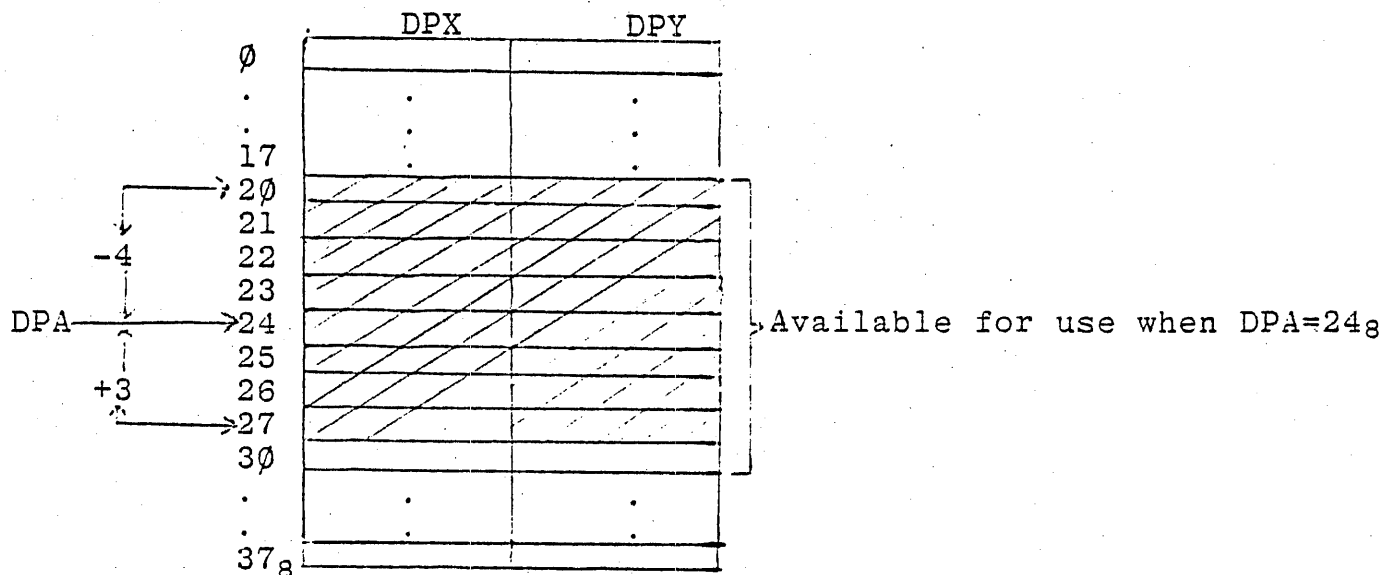 DPX DPY
Ø
17
2Ø
21
-4 22
23
DPA 24 Available for use when DPA=24₈
25
+3 26
27
3Ø
37₈